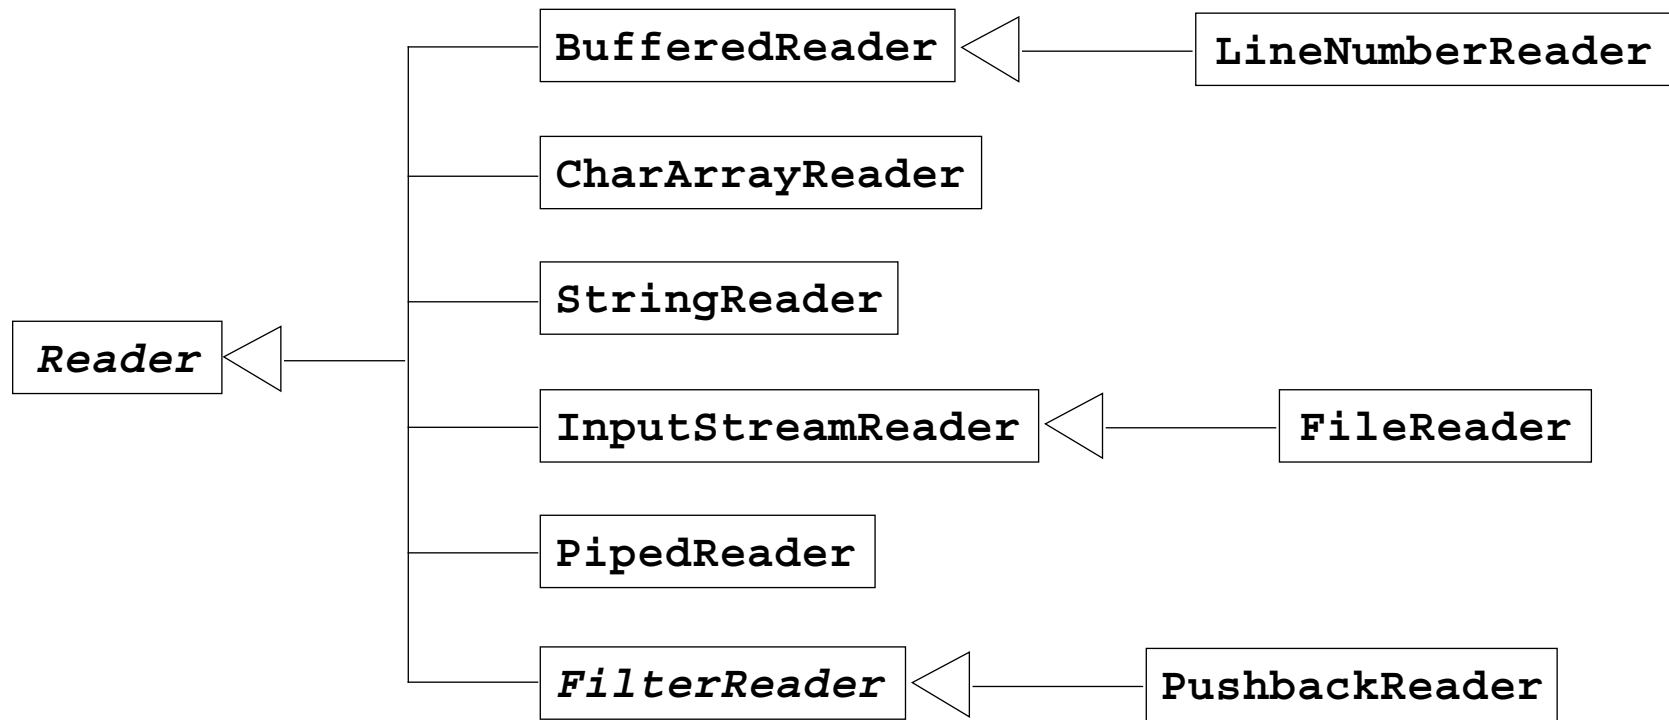 BufferedReader
LineNumberReader
CharArrayReader
StringReader
Reader
InputStreamReader
FileReader
PipedReader
FilterReader
PushbackReader